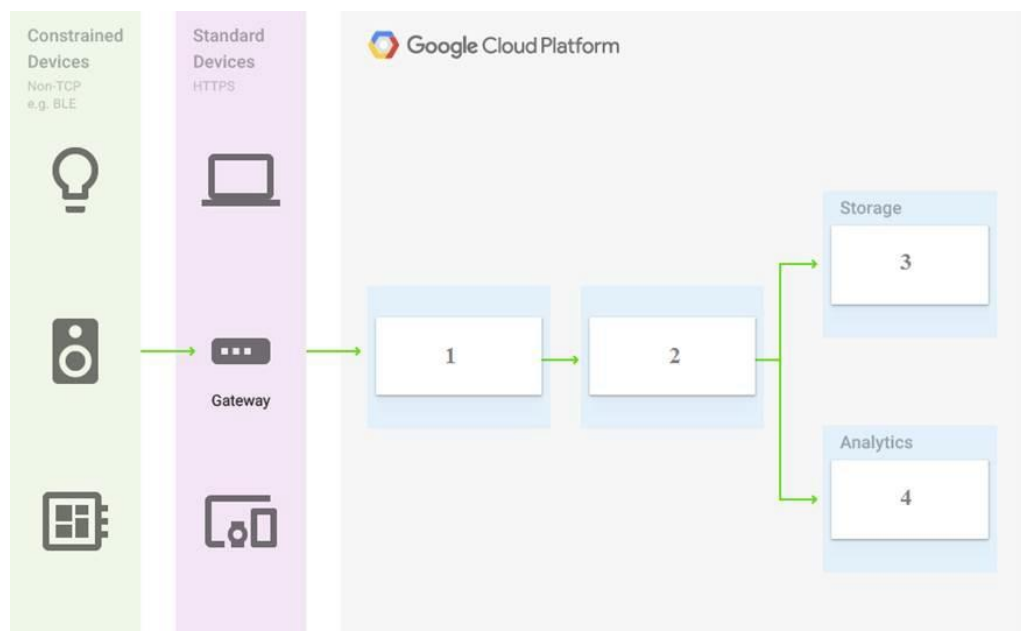 Constrained
Devices
Non-TCP
e.g. BLE
Standard
Devices
HTTPS
Google Cloud Platform
Gateway
1
2
Storage
3
Analytics
4